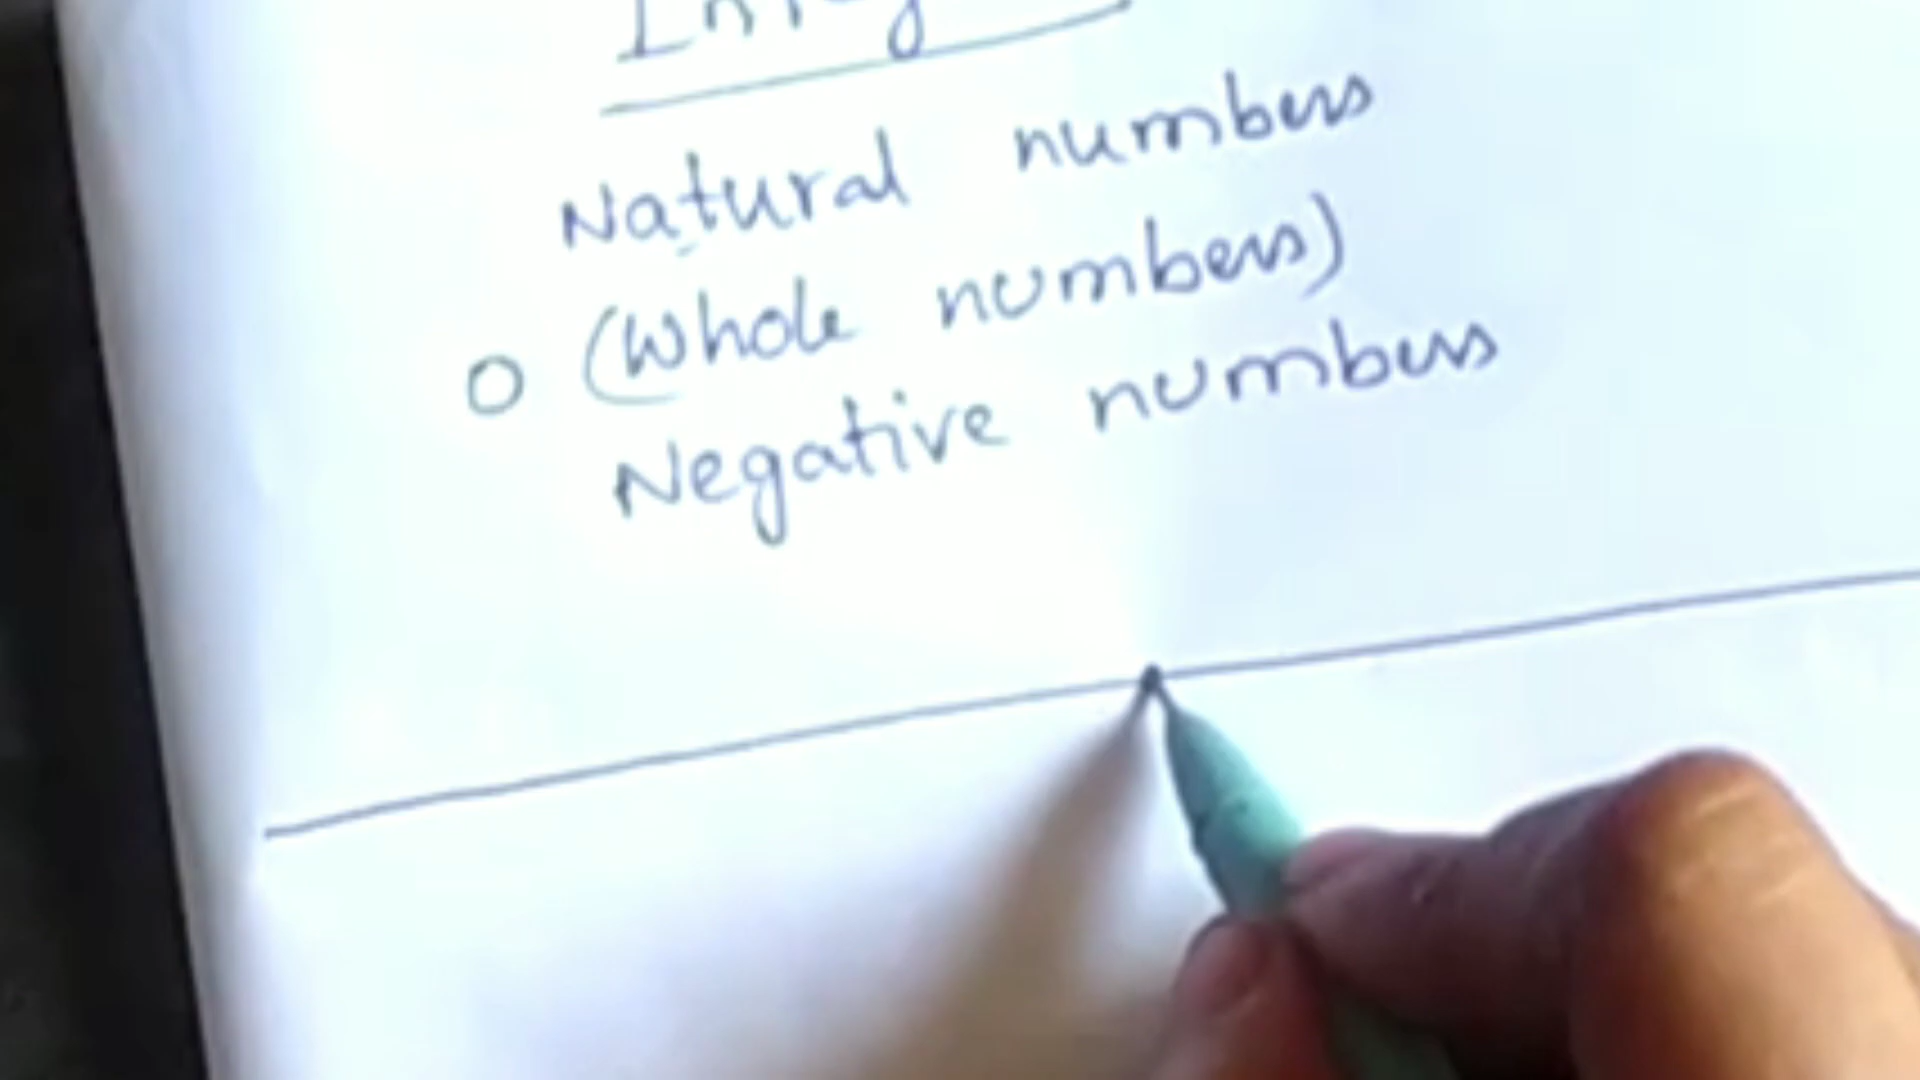 Natural numbers
0 (Whole numbers)
Negative numbers